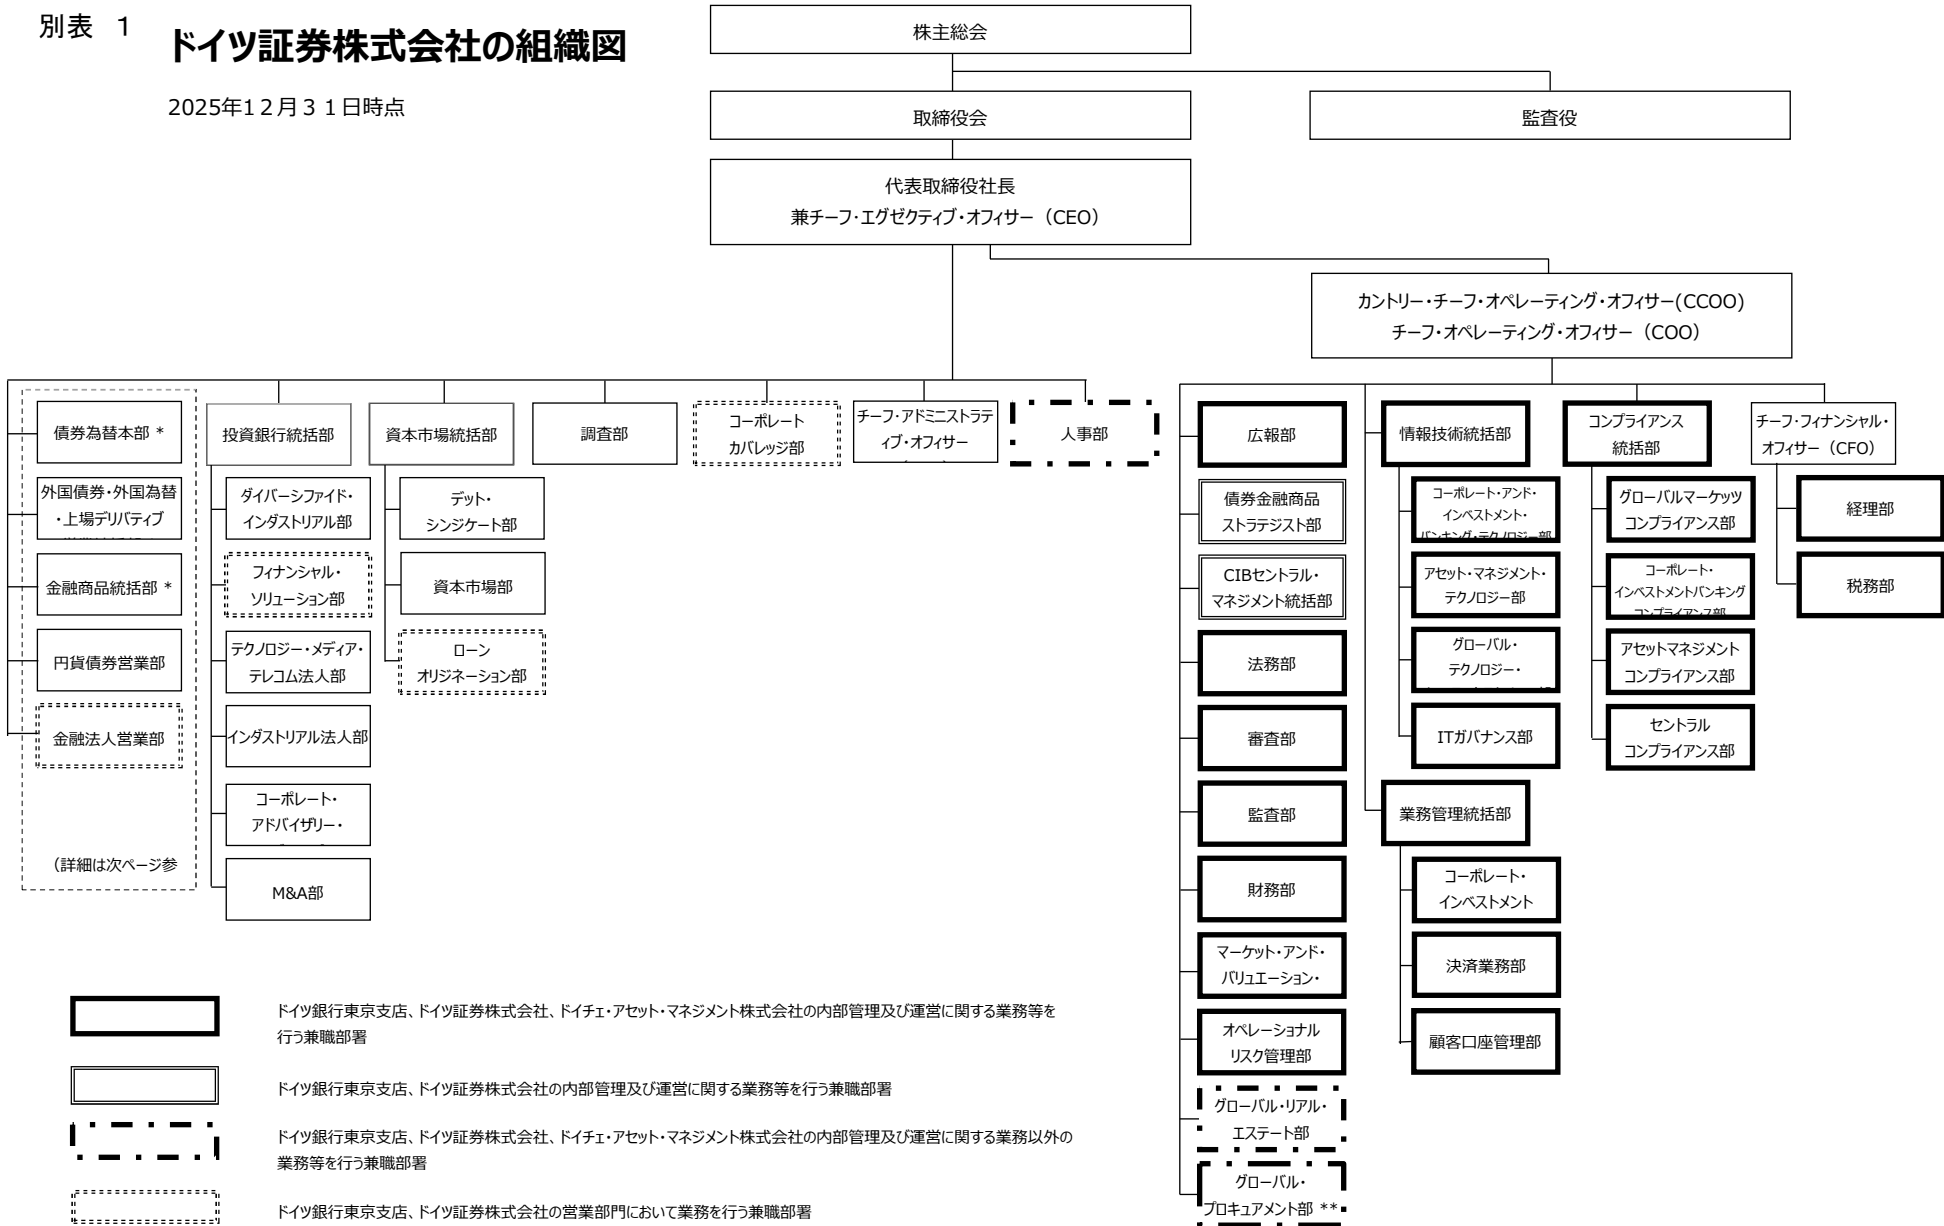 別表 1
ドイツ証券株式会社の組織図
2025年12月31日時点
株主総会
取締役会
監査役
代表取締役社長
兼チーフ・エグゼクティブ・オフィサー（CEO）
カントリー・チーフ・オペレーティング・オフィサー(CCOO)
チーフ・オペレーティング・オフィサー（COO）
債券為替本部 *
外国債券・外国為替
・上場デリバティブ
金融商品統括部 *
円貨債券営業部
金融法人営業部
（詳細は次ページ参
投資銀行統括部
ダイバーシファイド・
インダストリアル部
フィナンシャル・
ソリューション部
テクノロジー・メディア・
テレコム法人部
インダストリアル法人部
コーポレート・
アドバイザリー・
M&A部
資本市場統括部
デット・
シンジケート部
資本市場部
ローン
オリジネーション部
調査部
コーポレート
カバレッジ部
チーフ・アドミニストラテ
ィブ・オフィサー
人事部
広報部
債券金融商品
ストラテジスト部
CIBセントラル・
マネジメント統括部
法務部
審査部
監査部
財務部
マーケット・アンド・
バリュエーション・
オペレーショナル
リスク管理部
グローバル・リアル・
エステート部
グローバル・
プロキュアメント部 **
情報技術統括部
コーポレート・アンド・
インベストメント・
バンキング・テクノロジー部
アセット・マネジメント・
テクノロジー部
グローバル・
テクノロジー・
ITガバナンス部
業務管理統括部
コーポレート・
インベストメント
決済業務部
顧客口座管理部
コンプライアンス
統括部
グローバルマーケッツ
コンプライアンス部
コーポレート・
インベストメントバンキング
コンプライアンス部
アセットマネジメント
コンプライアンス部
セントラル
コンプライアンス部
チーフ・フィナンシャル・
オフィサー（CFO）
経理部
税務部
ドイツ銀行東京支店、ドイツ証券株式会社、ドイチェ・アセット・マネジメント株式会社の内部管理及び運営に関する業務等を
行う兼職部署
ドイツ銀行東京支店、ドイツ証券株式会社の内部管理及び運営に関する業務等を行う兼職部署
ドイツ銀行東京支店、ドイツ証券株式会社、ドイチェ・アセット・マネジメント株式会社の内部管理及び運営に関する業務以外の
業務等を行う兼職部署
ドイツ銀行東京支店、ドイツ証券株式会社の営業部門において業務を行う兼職部署